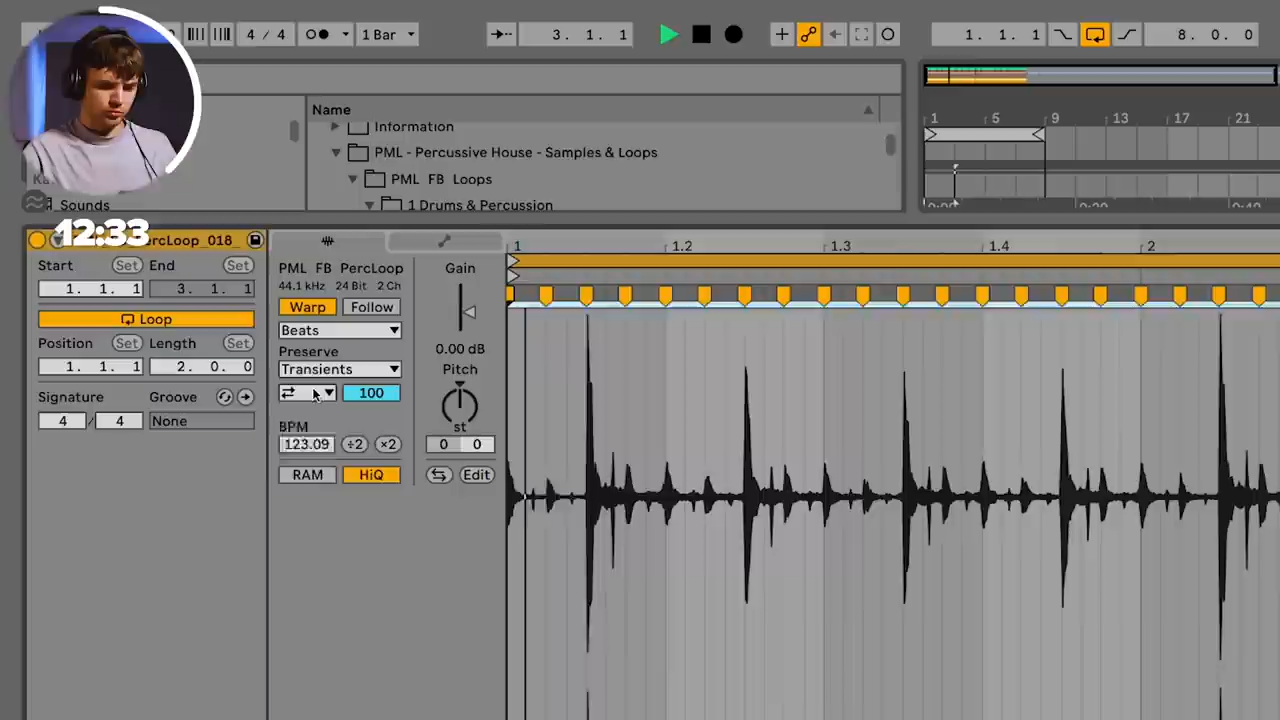 4 / 4
1 Bar
3. 1. 1
1. 1. 1
8. 0. 0
Name
Information
PML - Percussive House - Samples & Loops
PML FB Loops
1 Drums & Percussion
Sounds
1 5 9 13 17 21
12:33
ercLoop_018_
Start Set End Set
1. 1. 1 3. 1. 1
Loop
Position Set Length Set
1. 1. 1 2. 0. 0
Signature Groove
4 / 4 None
PML FB PercLoop
44.1 kHz 24 Bit 2 Ch
Warp Follow
Beats
Preserve
Transients
100
BPM
123.09 ÷2 ×2
RAM HiQ
Gain
0.00 dB
Pitch
st
0 0
Edit
1 1.2 1.3 1.4 2